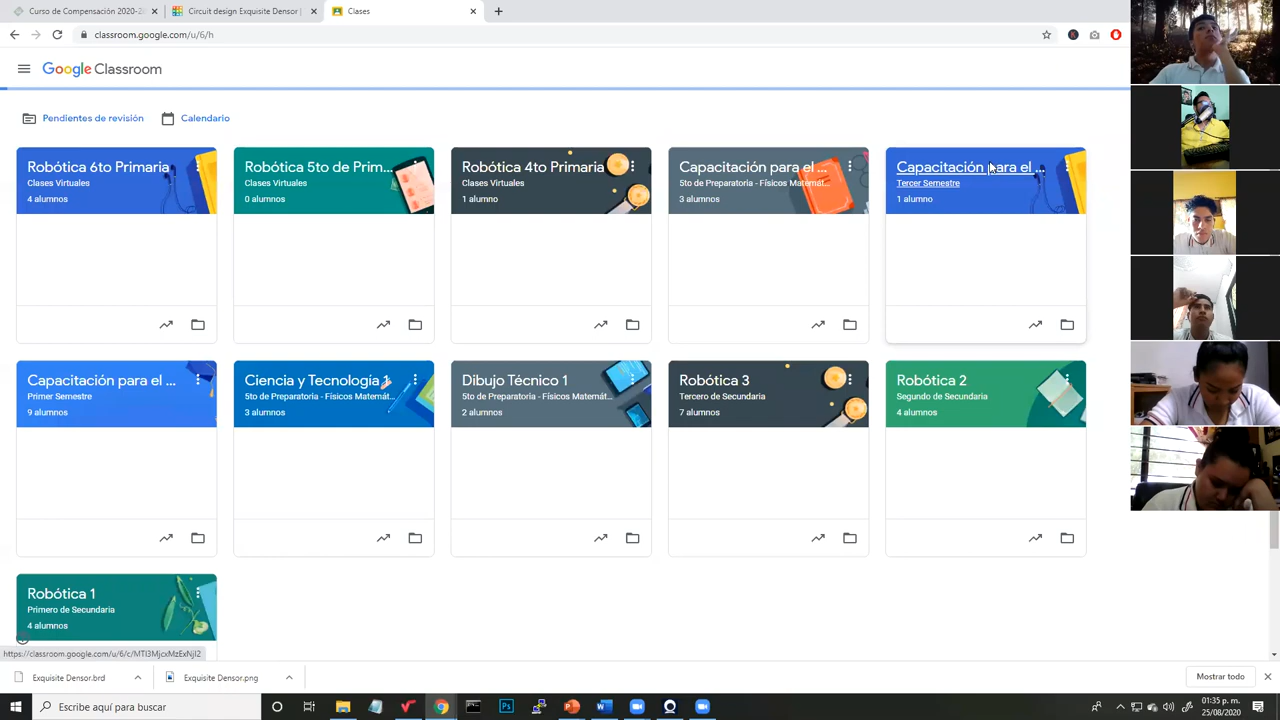 Curso de Compensación 2020-2
Circuit design Exquisite Densor |
Clases
classroom.google.com/u/6/h
Google Classroom
Pendientes de revisión
Calendario
Robótica 6to Primaria
Clases Virtuales
4 alumnos
Robótica 5to de Prim...
Clases Virtuales
0 alumnos
Robótica 4to Primaria
Clases Virtuales
1 alumno
Capacitación para el ...
5to de Preparatoria - Físicos Matemát...
3 alumnos
Capacitación para el ...
Tercer Semestre
1 alumno
Capacitación para el ...
Primer Semestre
9 alumnos
Ciencia y Tecnología 1
5to de Preparatoria - Físicos Matemát...
3 alumnos
Dibujo Técnico 1
5to de Preparatoria - Físicos Matemát...
2 alumnos
Robótica 3
Tercero de Secundaria
7 alumnos
Robótica 2
Segundo de Secundaria
4 alumnos
Robótica 1
Primero de Secundaria
4 alumnos
https://classroom.google.com/u/6/c/MTI3MjcxMzExNjI2
Exquisite Densor.brd
Exquisite Densor.png
Mostrar todo
Escribe aquí para buscar
01:35 p. m.
25/08/2020